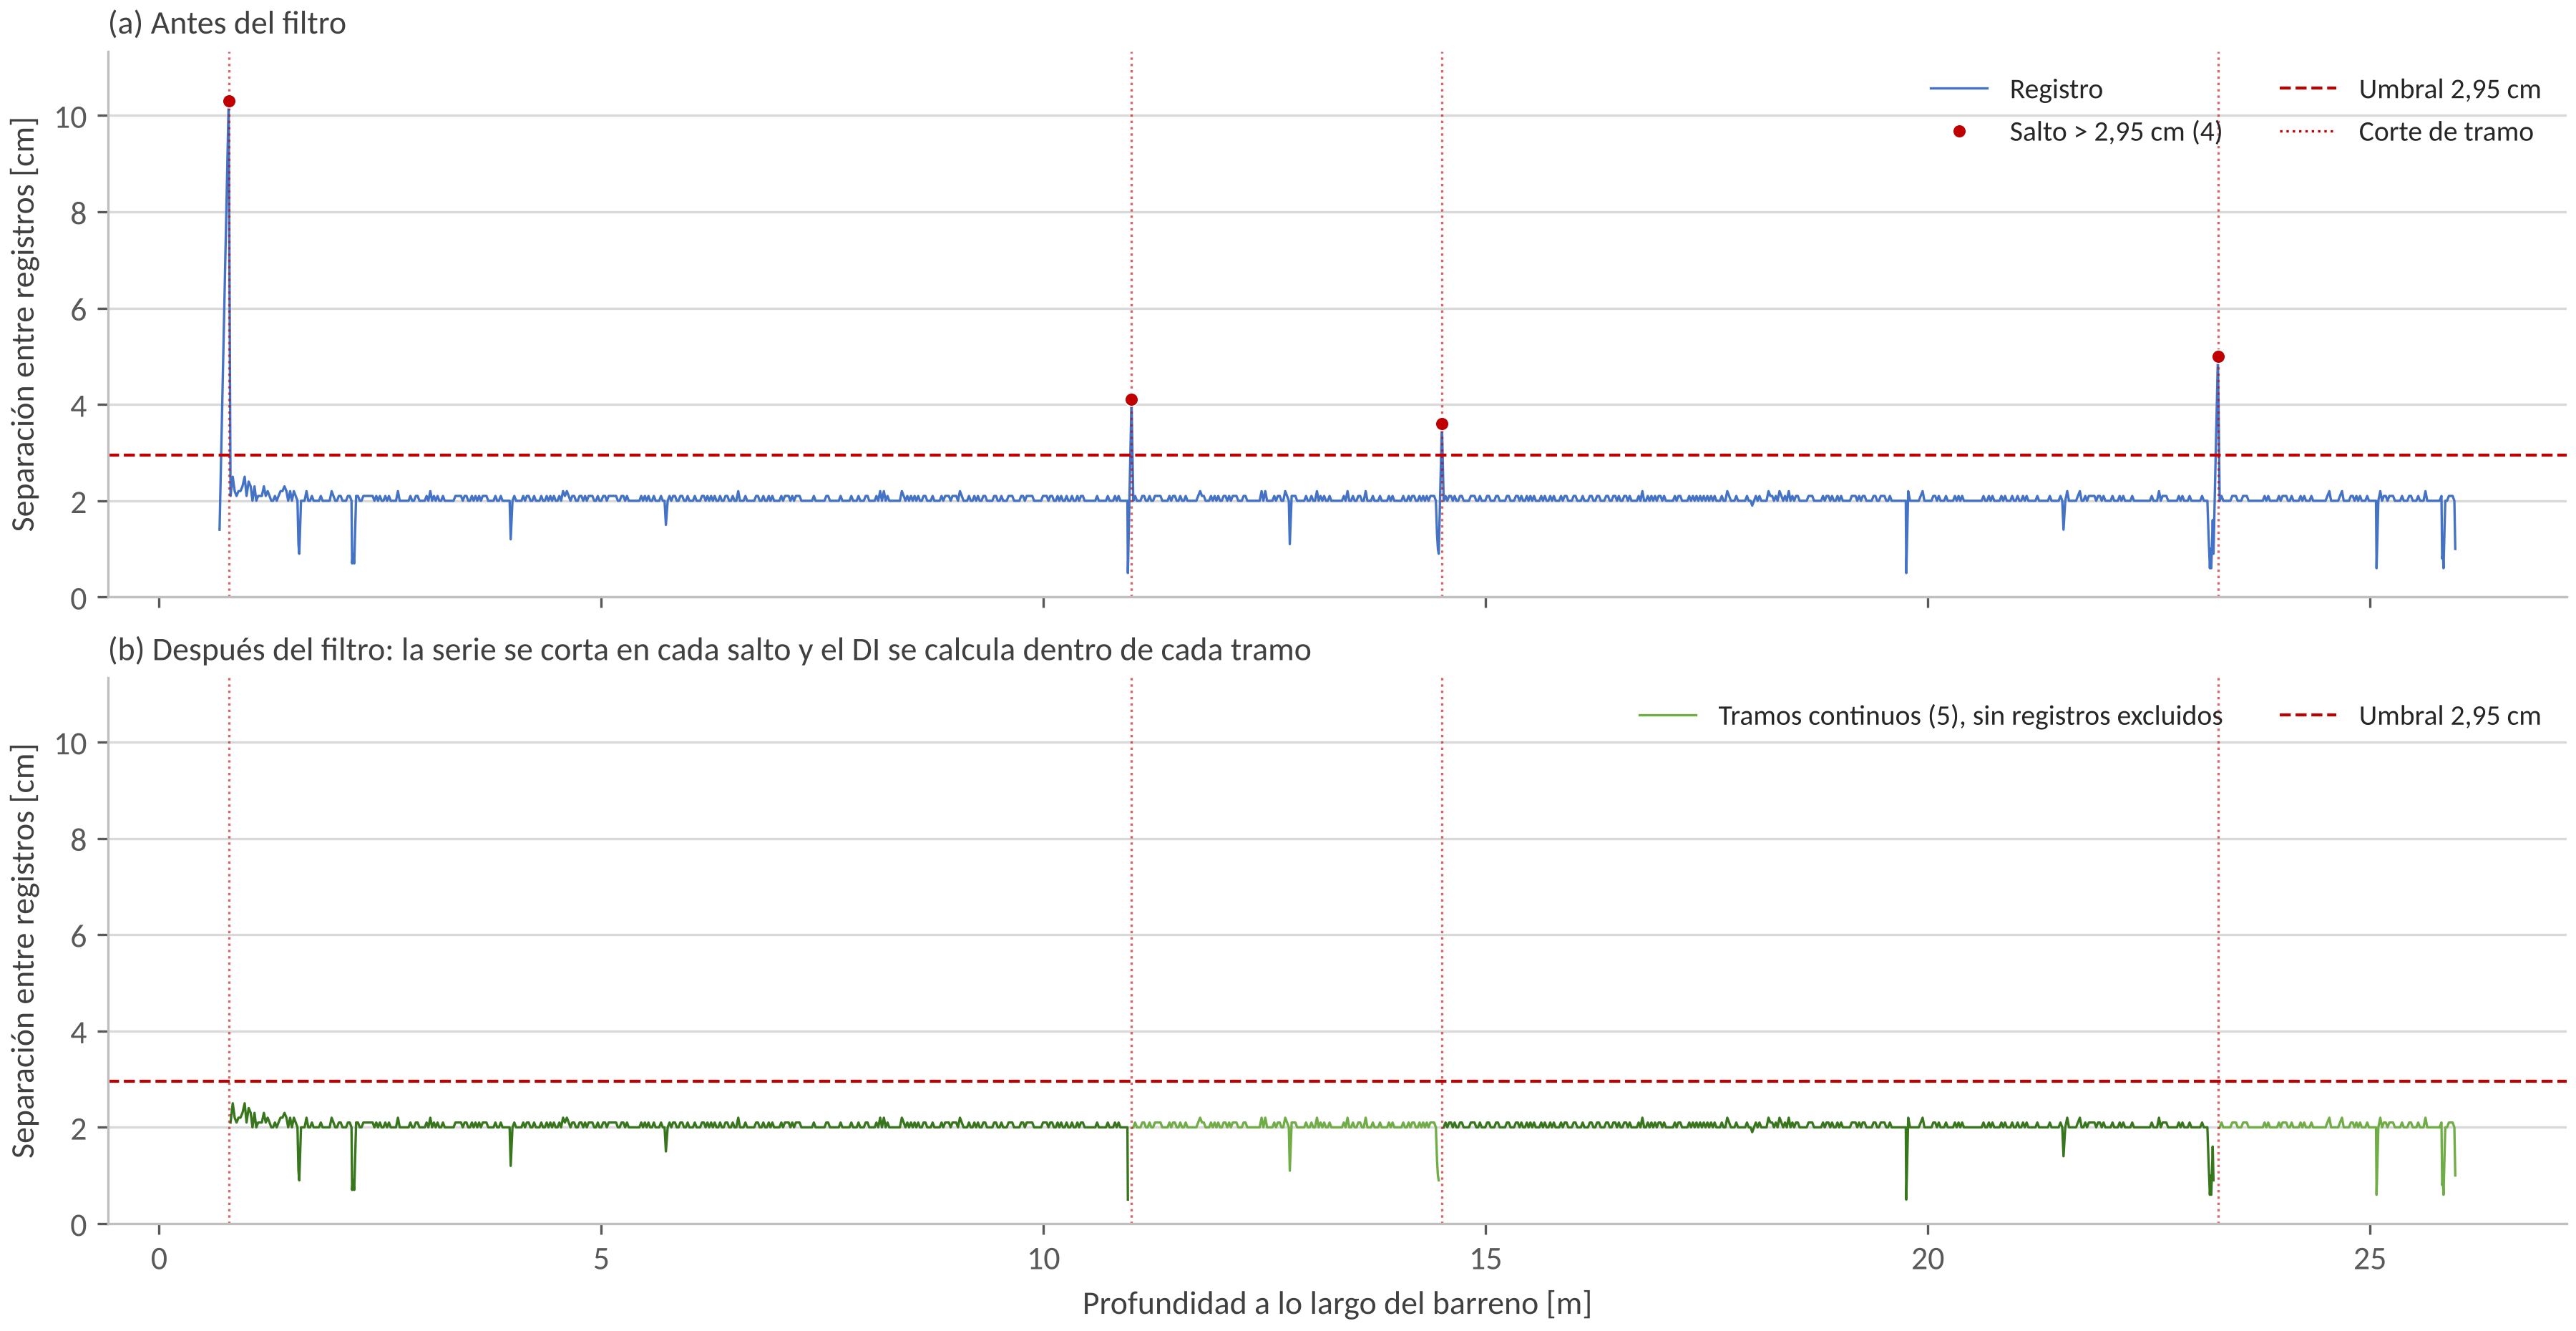 (a) Antes del filtro
Separación entre registros [cm]
10
8
6
4
2
0
Registro
Salto > 2,95 cm (4)
Umbral 2,95 cm
Corte de tramo
(b) Después del filtro: la serie se corta en cada salto y el DI se calcula dentro de cada tramo
Separación entre registros [cm]
10
8
6
4
2
0
Tramos continuos (5), sin registros excluidos
Umbral 2,95 cm
0
5
10
15
20
25
Profundidad a lo largo del barreno [m]